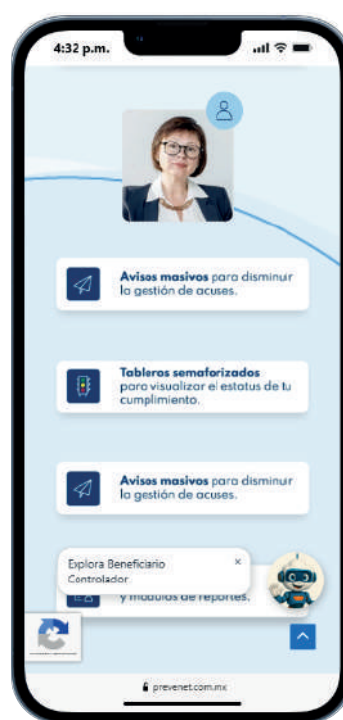 4:32 p.m.
Avisos masivos para disminuir
la gestión de acuses.
Tableros semaforizados
para visualizar el estatus de tu
cumplimiento.
Avisos masivos para disminuir
la gestión de acuses.
Explora Beneficiario ×
Controlador
y módulos de reportes.
prevenet.com.mx